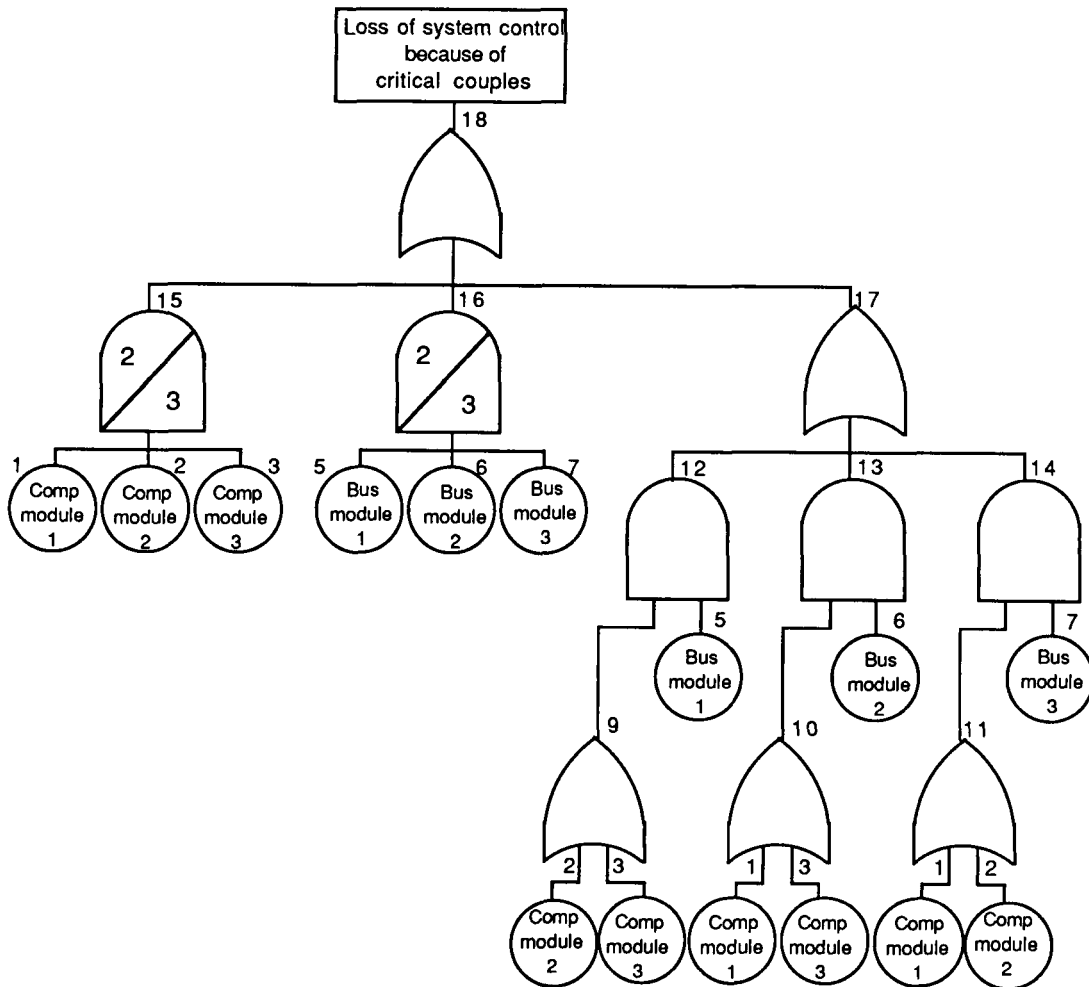 Loss of system control
because of
critical couples
18
15
16
17
2
3
2
3
1
2
3
5
6
7
Comp
module
1
Comp
module
2
Comp
module
3
Bus
module
1
Bus
module
2
Bus
module
3
12
13
14
5
6
7
Bus
module
1
Bus
module
2
Bus
module
3
9
10
11
2
3
1
3
1
2
Comp
module
2
Comp
module
3
Comp
module
1
Comp
module
3
Comp
module
1
Comp
module
2